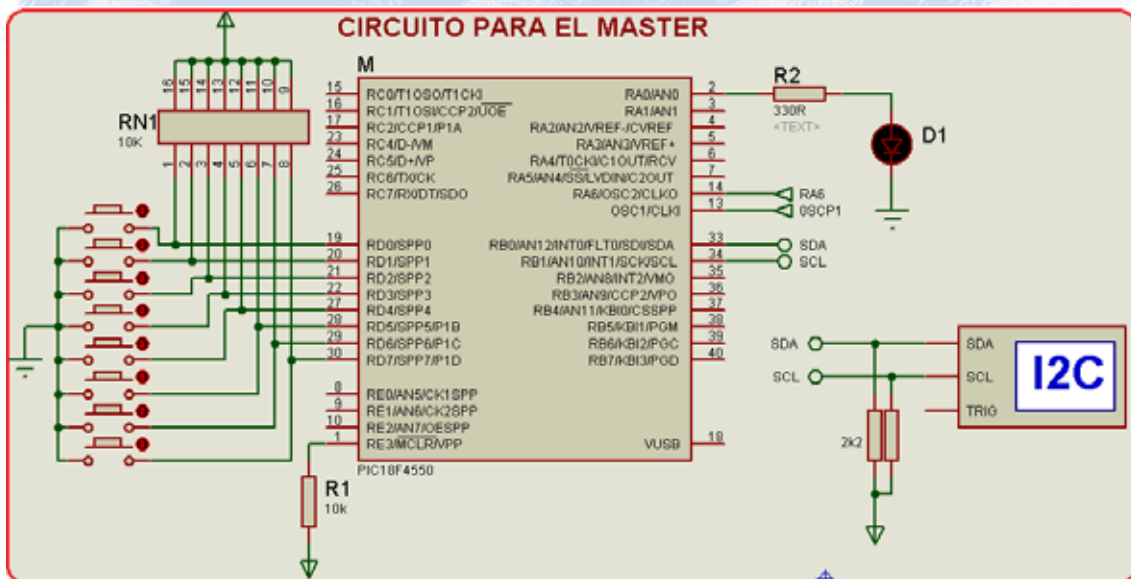 CIRCUITO PARA EL MASTER
16 15 14 13 12 11 10 9
RN1
10K
1 2 3 4 5 6 7 8
M
15 RC0/T1OSO/T1CKI
16 RC1/T1OSI/CCP2/UOE
17 RC2/CCP1/P1A
23 RC4/D-/VM
24 RC5/D+/VP
25 RC6/TX/CK
26 RC7/RX/DT/SDO
19 RD0/SPP0
20 RD1/SPP1
21 RD2/SPP2
22 RD3/SPP3
27 RD4/SPP4
28 RD5/SPP5/P1B
29 RD6/SPP6/P1C
30 RD7/SPP7/P1D
8 RE0/AN5/CK1SPP
9 RE1/AN6/CK2SPP
10 RE2/AN7/OESPP
1 RE3/MCLR/VPP
RA0/AN0 2
RA1/AN1 3
RA2/AN2/VREF-/CVREF 4
RA3/AN3/VREF+ 5
RA4/T0CKI/C1OUT/RCV 6
RA5/AN4/SS/LVDIN/C2OUT 7
RA6/OSC2/CLKO 14
OSC1/CLKI 13
RB0/AN12/INT0/FLT0/SDI/SDA 33
RB1/AN10/INT1/SCK/SCL 34
RB2/AN8/INT2/VMO 35
RB3/AN9/CCP2/VPO 36
RB4/AN11/KBI0/CSSPP 37
RB5/KBI1/PGM 38
RB6/KBI2/PGC 39
RB7/KBI3/PGD 40
VUSB 18
PIC18F4550
R1
10k
R2
330R
<TEXT>
D1
RA6
OSCP1
SDA
SCL
SDA
SCL
2k2
SDA
SCL
TRIG
I2C